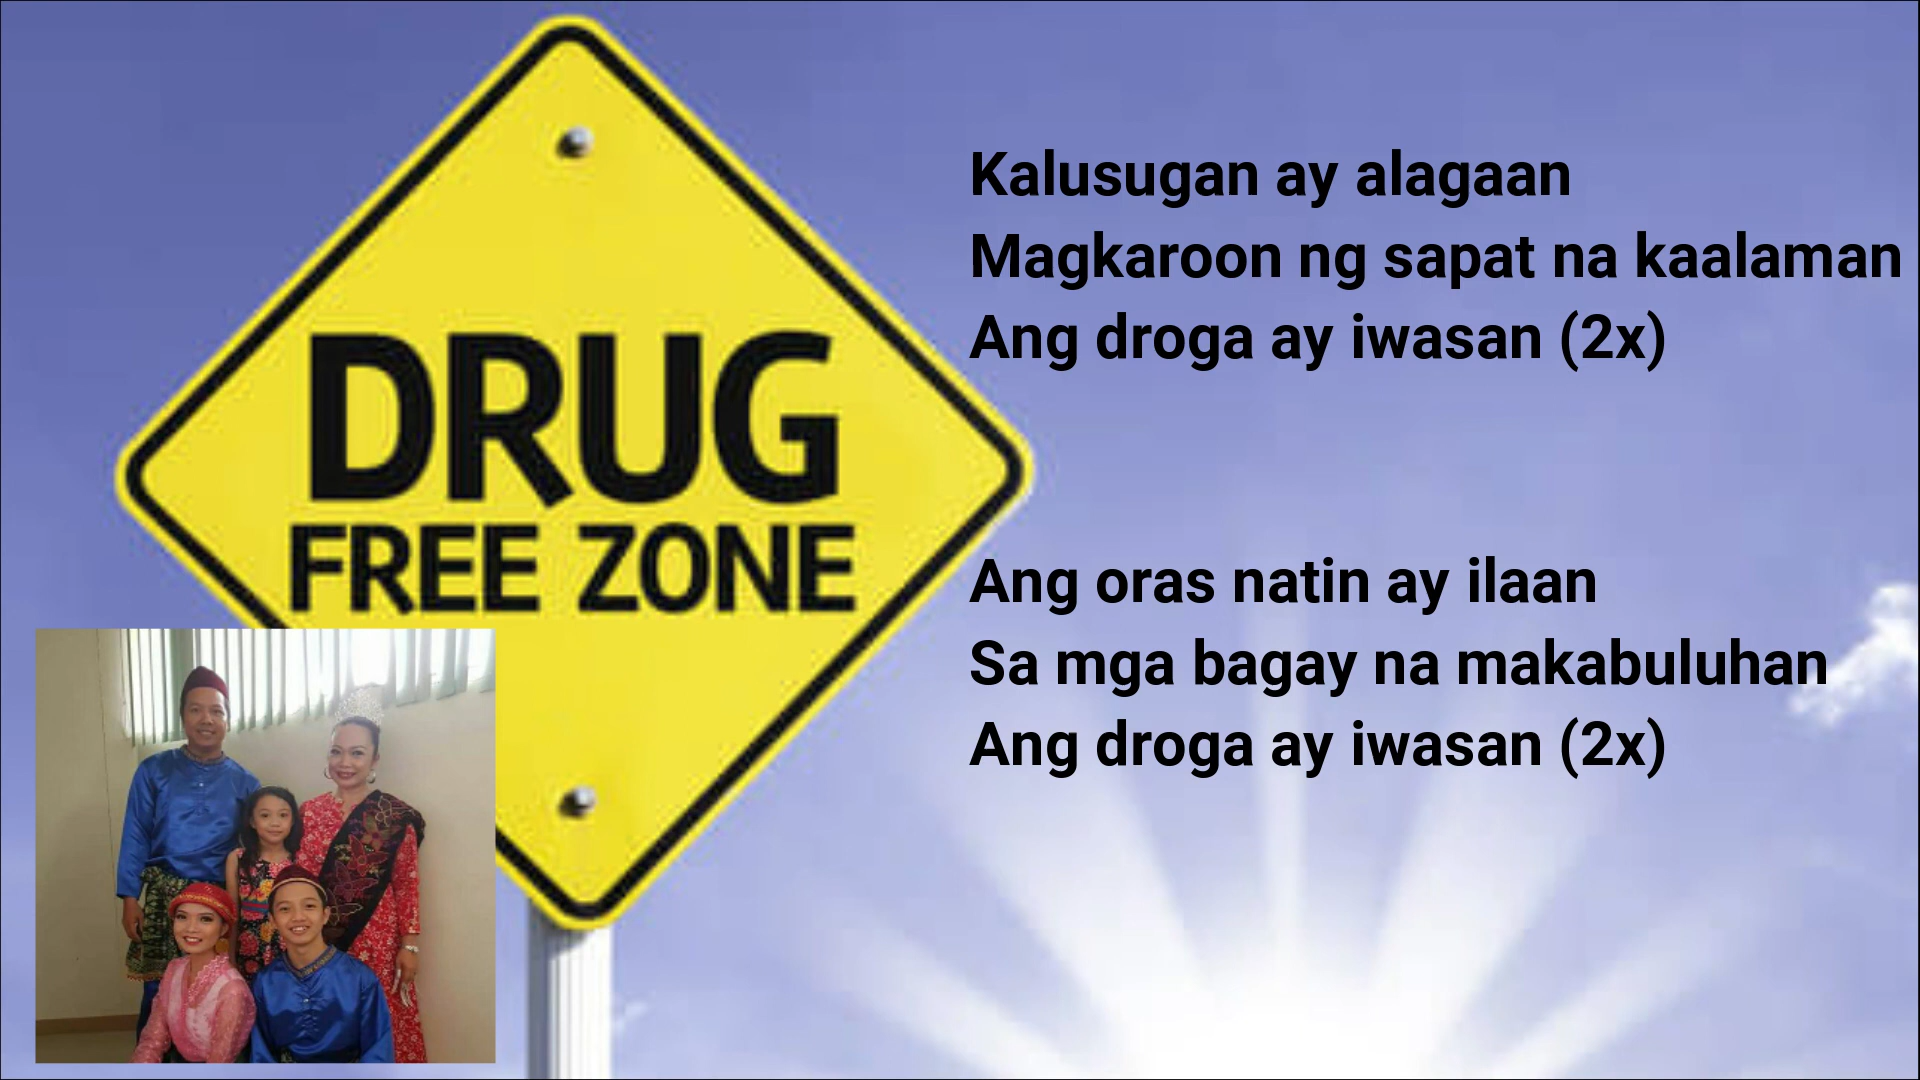 DRUG
FREE ZONE
Kalusugan ay alagaan
Magkaroon ng sapat na kaalaman
Ang droga ay iwasan (2x)
Ang oras natin ay ilaan
Sa mga bagay na makabuluhan
Ang droga ay iwasan (2x)